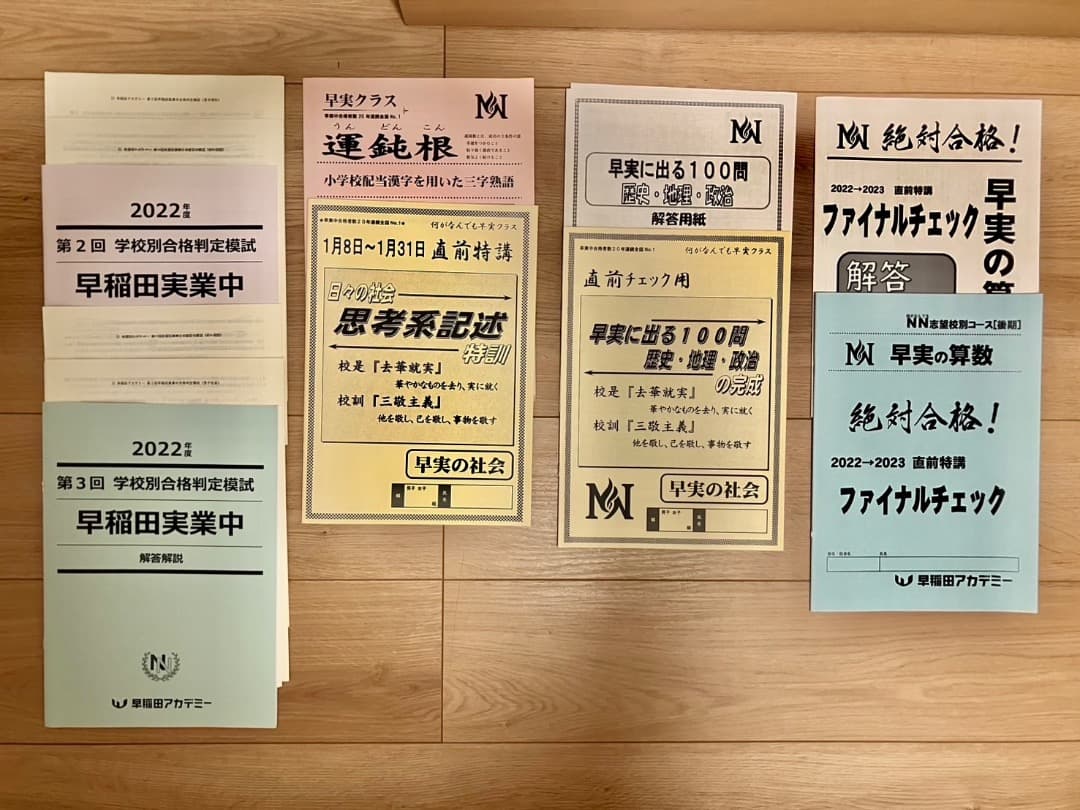 2022年度
第2回 学校別合格判定模試
早稲田実業中
2022年度
第3回 学校別合格判定模試
早稲田実業中
解答解説
早稲田アカデミー
早実クラス
うん どん こん
運鈍根
小学校配当漢字を用いた三字熟語
何がなんでも早実クラス
1月8日~1月31日 直前特講
日々の社会
思考系記述
特訓
校是『去華就実』
華やかなものを去り、実に就く
校訓『三敬主義』
他を敬し、己を敬し、事物を敬す
早実の社会
早実に出る100問
歴史・地理・政治
解答用紙
何がなんでも早実クラス
直前チェック用
早実に出る100問
歴史・地理・政治
の完成
校是『去華就実』
華やかなものを去り、実に就く
校訓『三敬主義』
他を敬し、己を敬し、事物を敬す
早実の社会
絶対合格!
2022→2023 直前特講
ファイナルチェック
解答
早実の算
NN志望校別コース[後期]
早実の算数
絶対合格!
2022→2023 直前特講
ファイナルチェック
早稲田アカデミー